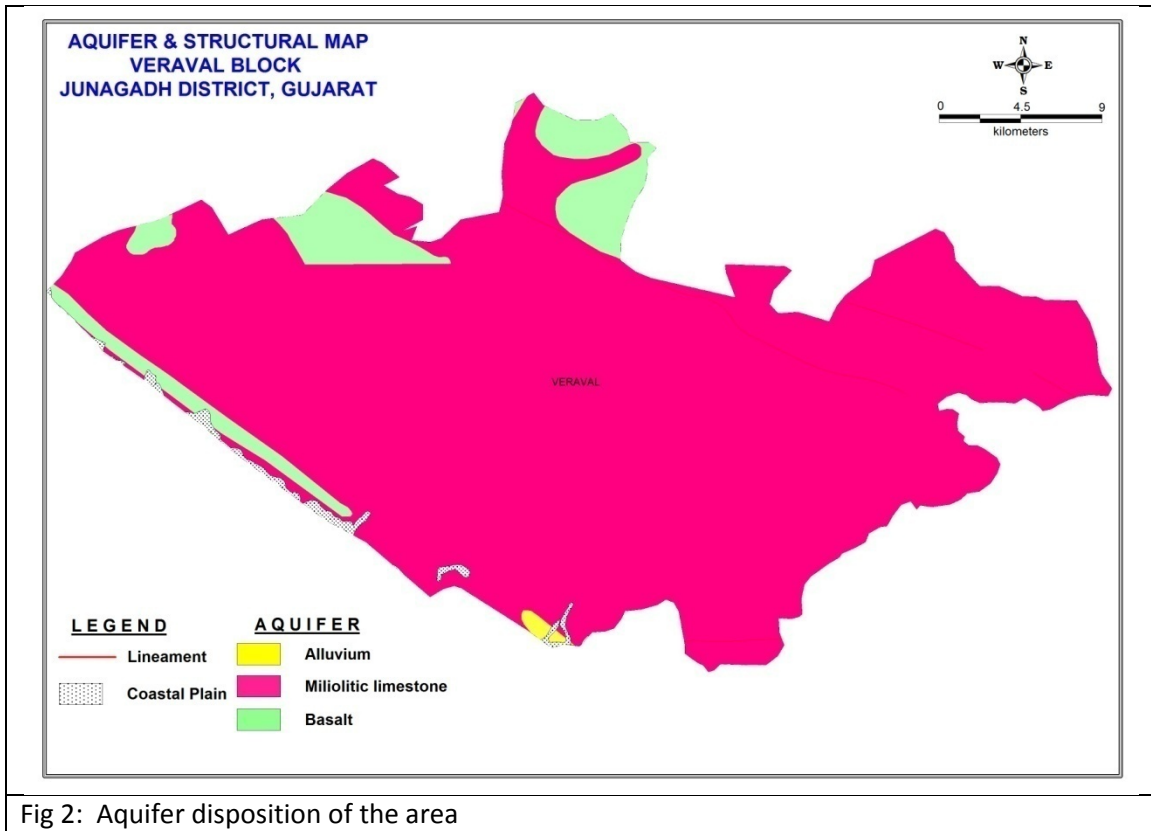 AQUIFER & STRUCTURAL MAP
VERAVAL BLOCK
JUNAGADH DISTRICT, GUJARAT
N
W E
S
0 4.5 9
kilometers
VERAVAL
LEGEND
Lineament
Coastal Plain
AQUIFER
Alluvium
Miliolitic limestone
Basalt
Fig 2: Aquifer disposition of the area